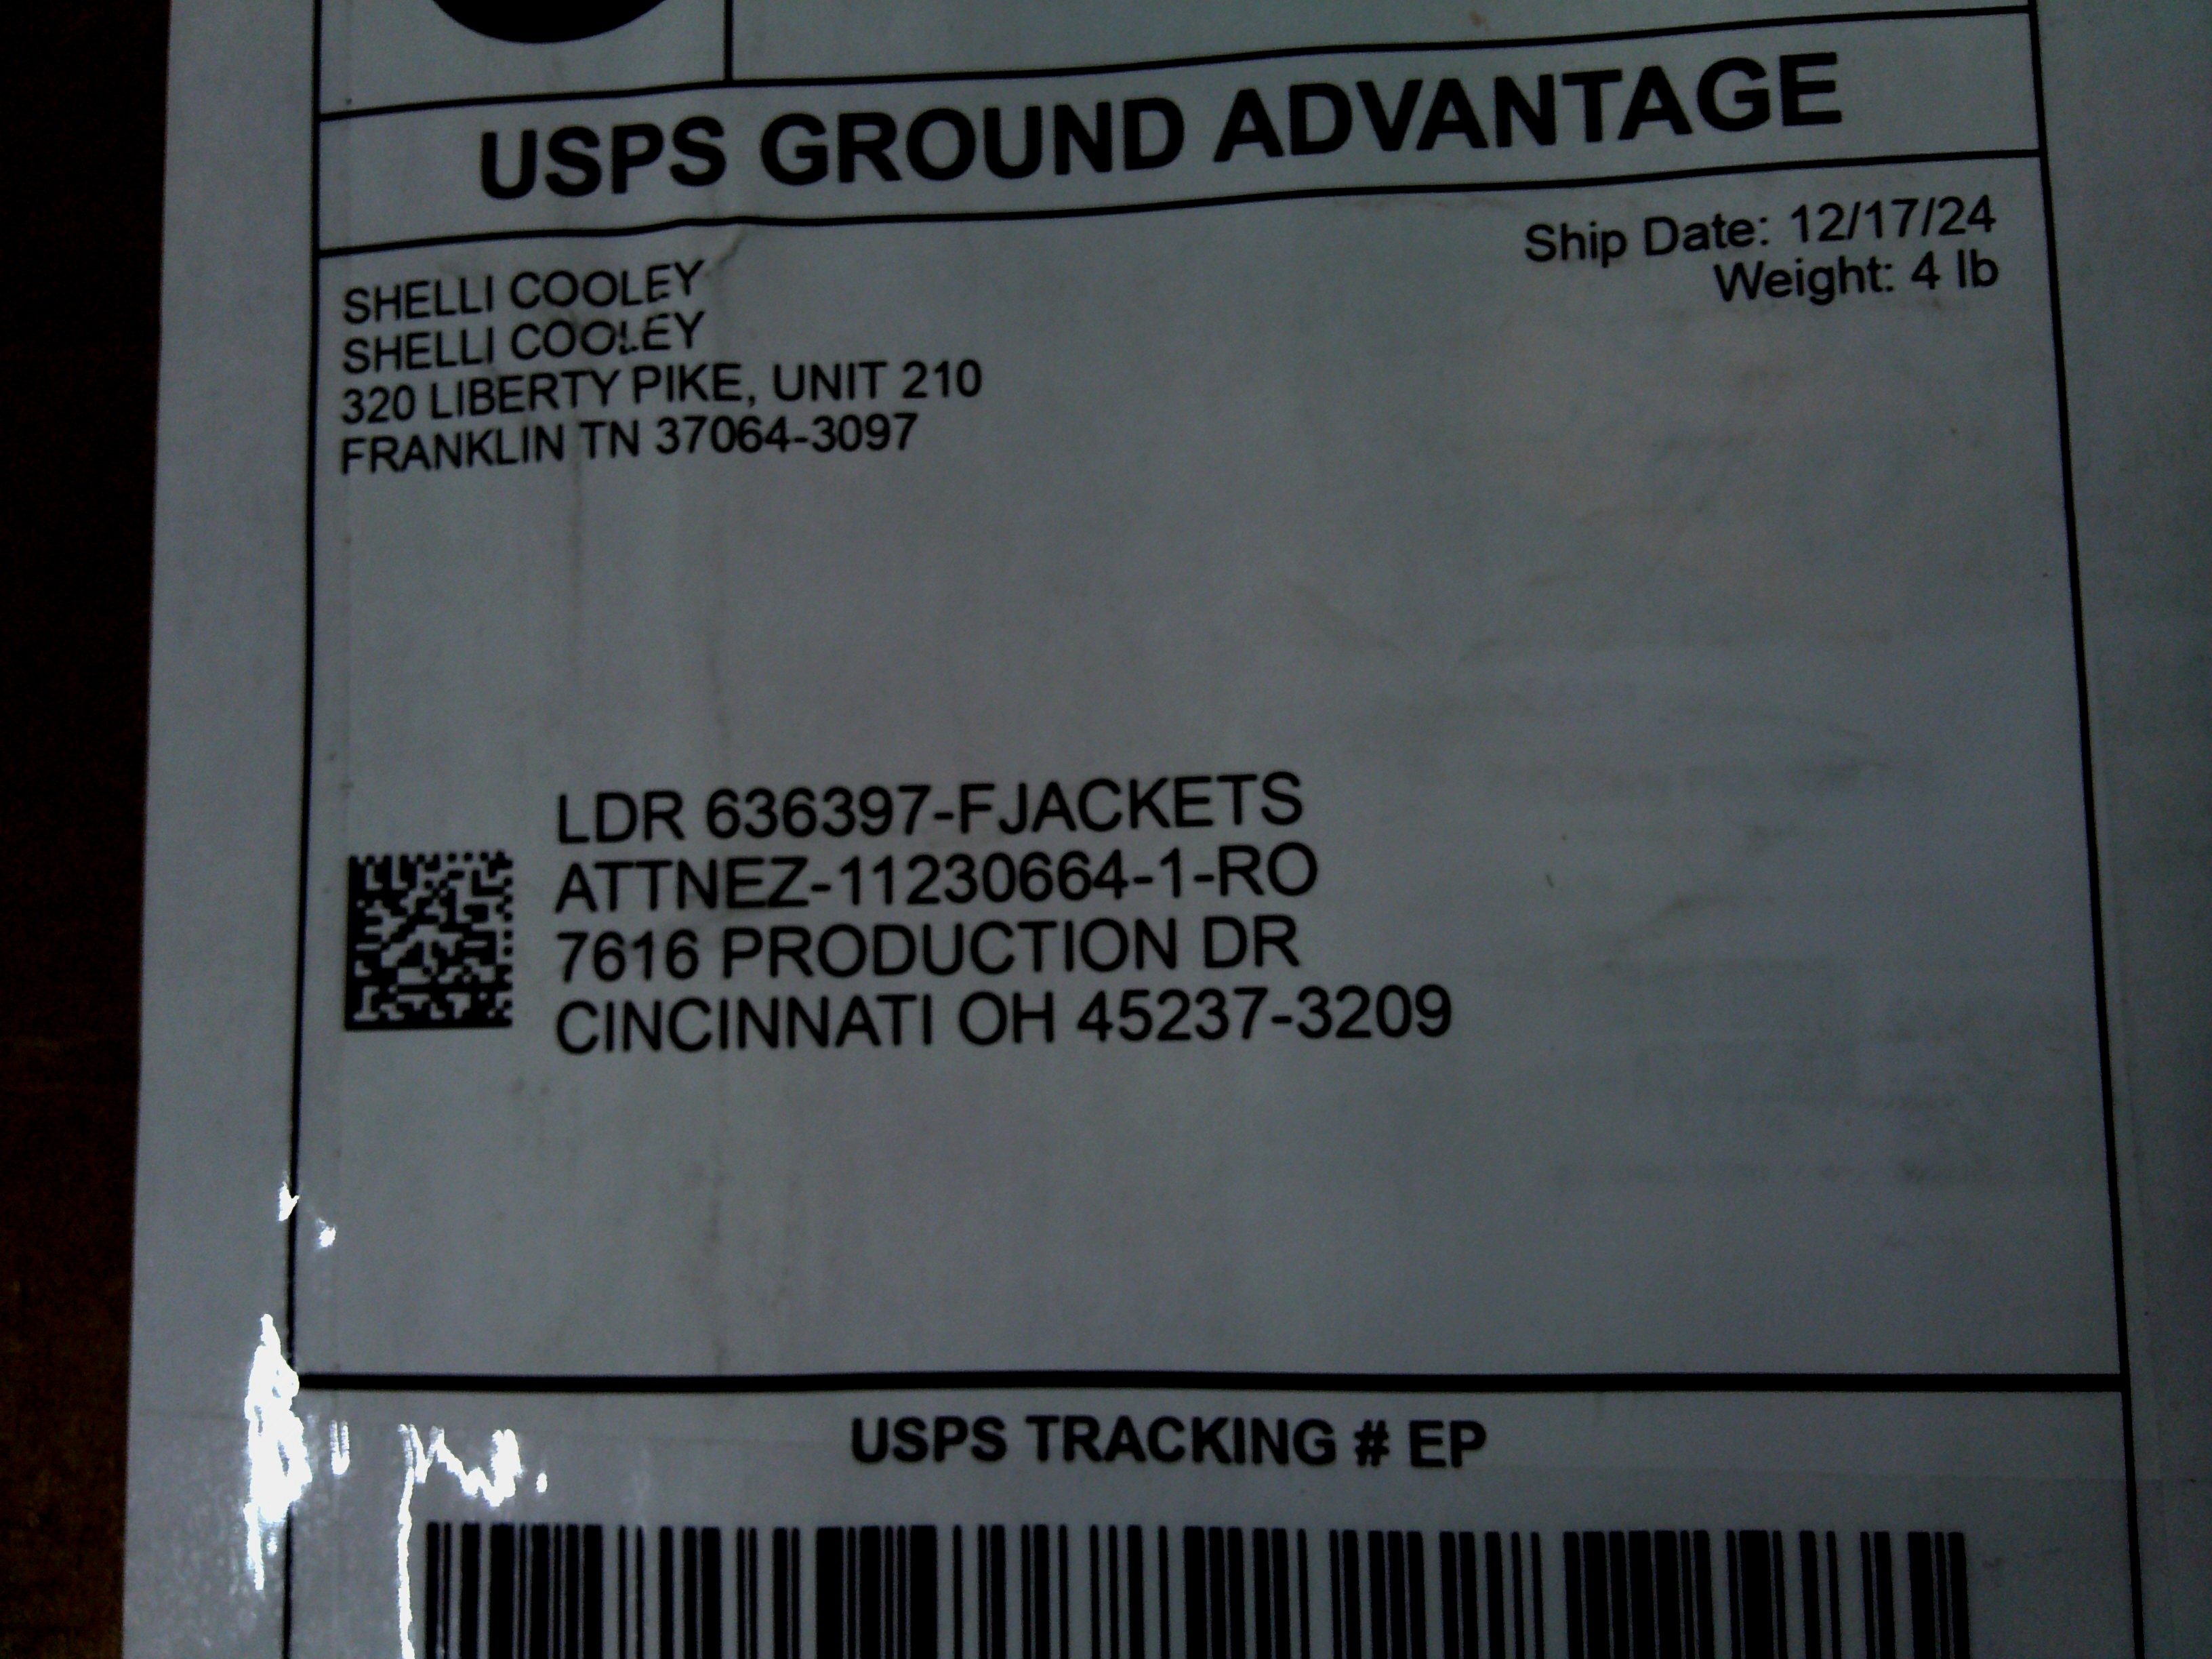 USPS GROUND ADVANTAGE
Ship Date: 12/17/24
Weight: 4 lb
SHELLI COOLEY
SHELLI COOLEY
320 LIBERTY PIKE, UNIT 210
FRANKLIN TN 37064-3097
LDR 636397-FJACKETS
ATTNEZ-11230664-1-RO
7616 PRODUCTION DR
CINCINNATI OH 45237-3209
USPS TRACKING # EP